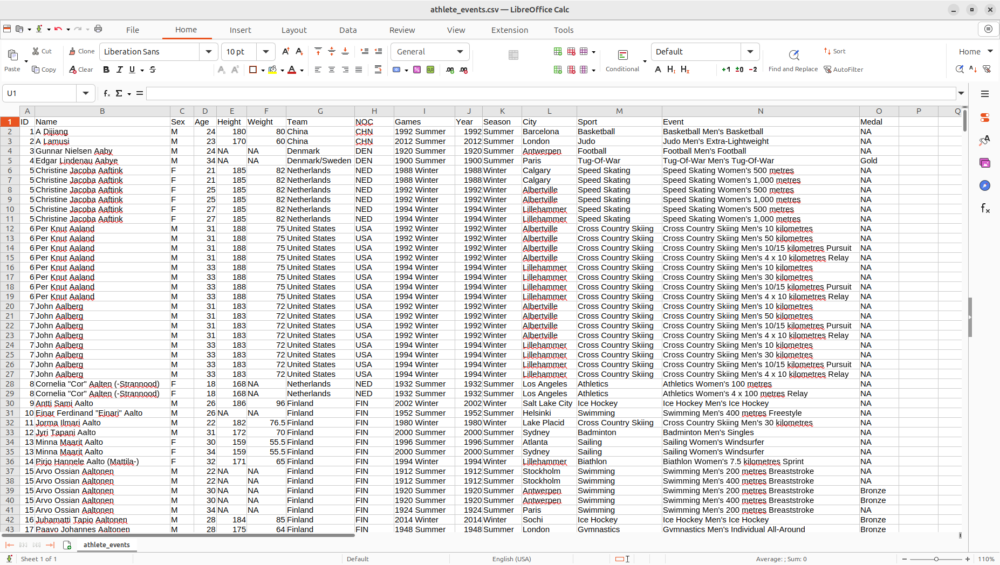 athlete_events.csv — LibreOffice Calc
File Home Insert Layout Data Review View Extension Tools
Paste Cut Copy Clone Clear Liberation Sans 10 pt General Conditional Default Find and Replace Sort AutoFilter Home
U1
A B C D E F G H I J K L M N O P Q
1 ID Name Sex Age Height Weight Team NOC Games Year Season City Sport Event Medal
2 1 A Dijiang M 24 180 80 China CHN 1992 Summer 1992 Summer Barcelona Basketball Basketball Men's Basketball NA
3 2 A Lamusi M 23 170 60 China CHN 2012 Summer 2012 Summer London Judo Judo Men's Extra-Lightweight NA
4 3 Gunnar Nielsen Aaby M 24 NA NA Denmark DEN 1920 Summer 1920 Summer Antwerpen Football Football Men's Football NA
5 4 Edgar Lindenau Aabye M 34 NA NA Denmark/Sweden DEN 1900 Summer 1900 Summer Paris Tug-Of-War Tug-Of-War Men's Tug-Of-War Gold
6 5 Christine Jacoba Aaftink F 21 185 82 Netherlands NED 1988 Winter 1988 Winter Calgary Speed Skating Speed Skating Women's 500 metres NA
7 5 Christine Jacoba Aaftink F 21 185 82 Netherlands NED 1988 Winter 1988 Winter Calgary Speed Skating Speed Skating Women's 1,000 metres NA
8 5 Christine Jacoba Aaftink F 25 185 82 Netherlands NED 1992 Winter 1992 Winter Albertville Speed Skating Speed Skating Women's 500 metres NA
9 5 Christine Jacoba Aaftink F 25 185 82 Netherlands NED 1992 Winter 1992 Winter Albertville Speed Skating Speed Skating Women's 1,000 metres NA
10 5 Christine Jacoba Aaftink F 27 185 82 Netherlands NED 1994 Winter 1994 Winter Lillehammer Speed Skating Speed Skating Women's 500 metres NA
11 5 Christine Jacoba Aaftink F 27 185 82 Netherlands NED 1994 Winter 1994 Winter Lillehammer Speed Skating Speed Skating Women's 1,000 metres NA
12 6 Per Knut Aaland M 31 188 75 United States USA 1992 Winter 1992 Winter Albertville Cross Country Skiing Cross Country Skiing Men's 10 kilometres NA
13 6 Per Knut Aaland M 31 188 75 United States USA 1992 Winter 1992 Winter Albertville Cross Country Skiing Cross Country Skiing Men's 50 kilometres NA
14 6 Per Knut Aaland M 31 188 75 United States USA 1992 Winter 1992 Winter Albertville Cross Country Skiing Cross Country Skiing Men's 10/15 kilometres Pursuit NA
15 6 Per Knut Aaland M 31 188 75 United States USA 1992 Winter 1992 Winter Albertville Cross Country Skiing Cross Country Skiing Men's 4 x 10 kilometres Relay NA
16 6 Per Knut Aaland M 33 188 75 United States USA 1994 Winter 1994 Winter Lillehammer Cross Country Skiing Cross Country Skiing Men's 10 kilometres NA
17 6 Per Knut Aaland M 33 188 75 United States USA 1994 Winter 1994 Winter Lillehammer Cross Country Skiing Cross Country Skiing Men's 30 kilometres NA
18 6 Per Knut Aaland M 33 188 75 United States USA 1994 Winter 1994 Winter Lillehammer Cross Country Skiing Cross Country Skiing Men's 10/15 kilometres Pursuit NA
19 6 Per Knut Aaland M 33 188 75 United States USA 1994 Winter 1994 Winter Lillehammer Cross Country Skiing Cross Country Skiing Men's 4 x 10 kilometres Relay NA
20 7 John Aalberg M 31 183 72 United States USA 1992 Winter 1992 Winter Albertville Cross Country Skiing Cross Country Skiing Men's 10 kilometres NA
21 7 John Aalberg M 31 183 72 United States USA 1992 Winter 1992 Winter Albertville Cross Country Skiing Cross Country Skiing Men's 50 kilometres NA
22 7 John Aalberg M 31 183 72 United States USA 1992 Winter 1992 Winter Albertville Cross Country Skiing Cross Country Skiing Men's 10/15 kilometres Pursuit NA
23 7 John Aalberg M 31 183 72 United States USA 1992 Winter 1992 Winter Albertville Cross Country Skiing Cross Country Skiing Men's 4 x 10 kilometres Relay NA
24 7 John Aalberg M 33 183 72 United States USA 1994 Winter 1994 Winter Lillehammer Cross Country Skiing Cross Country Skiing Men's 10 kilometres NA
25 7 John Aalberg M 33 183 72 United States USA 1994 Winter 1994 Winter Lillehammer Cross Country Skiing Cross Country Skiing Men's 30 kilometres NA
26 7 John Aalberg M 33 183 72 United States USA 1994 Winter 1994 Winter Lillehammer Cross Country Skiing Cross Country Skiing Men's 10/15 kilometres Pursuit NA
27 7 John Aalberg M 33 183 72 United States USA 1994 Winter 1994 Winter Lillehammer Cross Country Skiing Cross Country Skiing Men's 4 x 10 kilometres Relay NA
28 8 Cornelia "Cor" Aalten (-Strannood) F 18 168 NA Netherlands NED 1932 Summer 1932 Summer Los Angeles Athletics Athletics Women's 100 metres NA
29 8 Cornelia "Cor" Aalten (-Strannood) F 18 168 NA Netherlands NED 1932 Summer 1932 Summer Los Angeles Athletics Athletics Women's 4 x 100 metres Relay NA
30 9 Antti Sami Aalto M 26 186 96 Finland FIN 2002 Winter 2002 Winter Salt Lake City Ice Hockey Ice Hockey Men's Ice Hockey NA
31 10 Einar Ferdinand "Einari" Aalto M 26 NA NA Finland FIN 1952 Summer 1952 Summer Helsinki Swimming Swimming Men's 400 metres Freestyle NA
32 11 Jorma Ilmari Aalto M 22 182 76.5 Finland FIN 1980 Winter 1980 Winter Lake Placid Cross Country Skiing Cross Country Skiing Men's 30 kilometres NA
33 12 Jyri Tapani Aalto M 31 172 70 Finland FIN 2000 Summer 2000 Summer Sydney Badminton Badminton Men's Singles NA
34 13 Minna Maarit Aalto F 30 159 55.5 Finland FIN 1996 Summer 1996 Summer Atlanta Sailing Sailing Women's Windsurfer NA
35 13 Minna Maarit Aalto F 34 159 55.5 Finland FIN 2000 Summer 2000 Summer Sydney Sailing Sailing Women's Windsurfer NA
36 14 Pirjo Hannele Aalto (Mattila-) F 32 171 65 Finland FIN 1994 Winter 1994 Winter Lillehammer Biathlon Biathlon Women's 7.5 kilometres Sprint NA
37 15 Arvo Ossian Aaltonen M 22 NA NA Finland FIN 1912 Summer 1912 Summer Stockholm Swimming Swimming Men's 200 metres Breaststroke NA
38 15 Arvo Ossian Aaltonen M 22 NA NA Finland FIN 1912 Summer 1912 Summer Stockholm Swimming Swimming Men's 400 metres Breaststroke NA
39 15 Arvo Ossian Aaltonen M 30 NA NA Finland FIN 1920 Summer 1920 Summer Antwerpen Swimming Swimming Men's 200 metres Breaststroke Bronze
40 15 Arvo Ossian Aaltonen M 30 NA NA Finland FIN 1920 Summer 1920 Summer Antwerpen Swimming Swimming Men's 400 metres Breaststroke Bronze
41 15 Arvo Ossian Aaltonen M 34 NA NA Finland FIN 1924 Summer 1924 Summer Paris Swimming Swimming Men's 200 metres Breaststroke NA
42 16 Juhamatti Tapio Aaltonen M 28 184 85 Finland FIN 2014 Winter 2014 Winter Sochi Ice Hockey Ice Hockey Men's Ice Hockey Bronze
43 17 Paavo Johannes Aaltonen M 28 175 64 Finland FIN 1948 Summer 1948 Summer London Gymnastics Gymnastics Men's Individual All-Around Bronze
athlete_events
Sheet 1 of 1 Default English (USA) Average: ; Sum: 0 110%